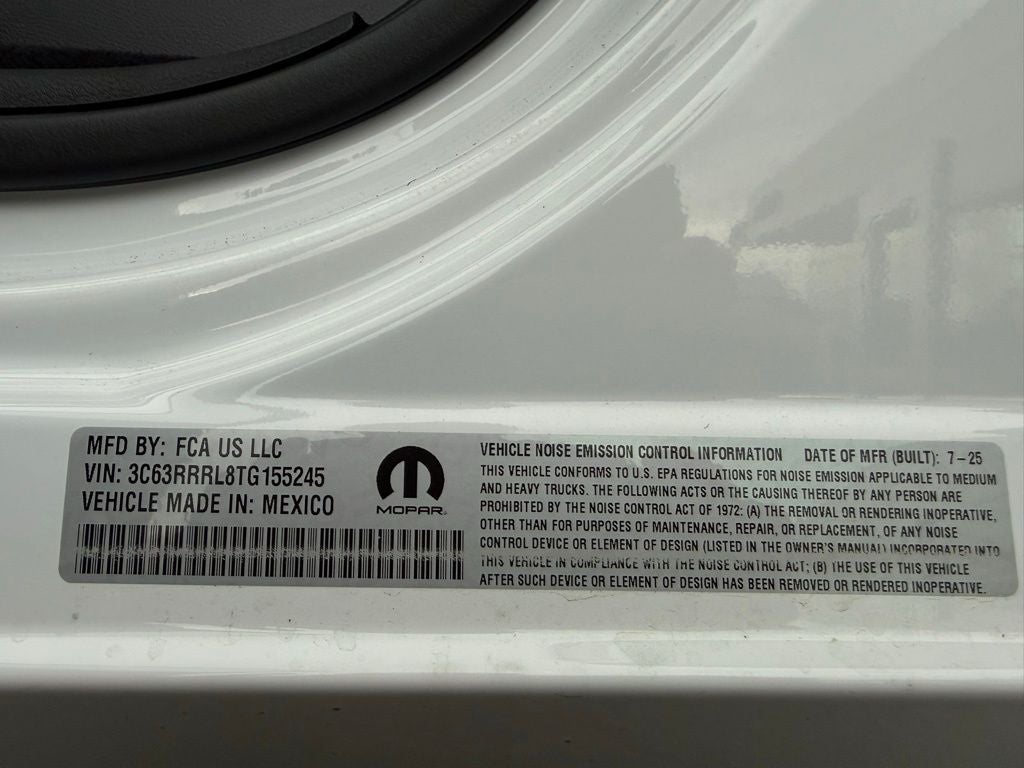 MFD BY: FCA US LLC
VIN: 3C63RRRL8TG155245
VEHICLE MADE IN: MEXICO
MOPAR
VEHICLE NOISE EMISSION CONTROL INFORMATION DATE OF MFR (BUILT): 7-25
THIS VEHICLE CONFORMS TO U.S. EPA REGULATIONS FOR NOISE EMISSION APPLICABLE TO MEDIUM
AND HEAVY TRUCKS. THE FOLLOWING ACTS OR THE CAUSING THEREOF BY ANY PERSON ARE
PROHIBITED BY THE NOISE CONTROL ACT OF 1972: (A) THE REMOVAL OR RENDERING INOPERATIVE,
OTHER THAN FOR PURPOSES OF MAINTENANCE, REPAIR, OR REPLACEMENT, OF ANY NOISE
CONTROL DEVICE OR ELEMENT OF DESIGN (LISTED IN THE OWNER'S MANUAL) INCORPORATED INTO
THIS VEHICLE IN COMPLIANCE WITH THE NOISE CONTROL ACT; (B) THE USE OF THIS VEHICLE
AFTER SUCH DEVICE OR ELEMENT OF DESIGN HAS BEEN REMOVED OR RENDERED INOPERATIVE.